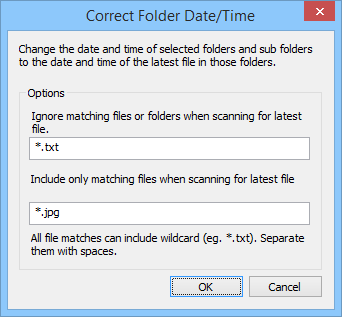 Correct Folder Date/Time
Change the date and time of selected folders and sub folders
to the date and time of the latest file in those folders.
Options
Ignore matching files or folders when scanning for latest
file.
*.txt
Include only matching files when scanning for latest file
*.jpg
All file matches can include wildcard (eg. *.txt). Separate
them with spaces.
OK
Cancel